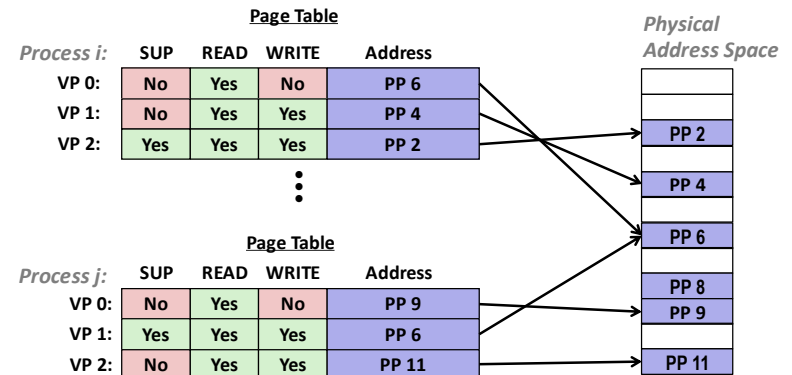 Page Table
Process i: SUP READ WRITE Address
VP 0: No Yes No PP 6
VP 1: No Yes Yes PP 4
VP 2: Yes Yes Yes PP 2
Page Table
Process j: SUP READ WRITE Address
VP 0: No Yes No PP 9
VP 1: Yes Yes Yes PP 6
VP 2: No Yes Yes PP 11
Physical
Address Space
PP 2
PP 4
PP 6
PP 8
PP 9
PP 11